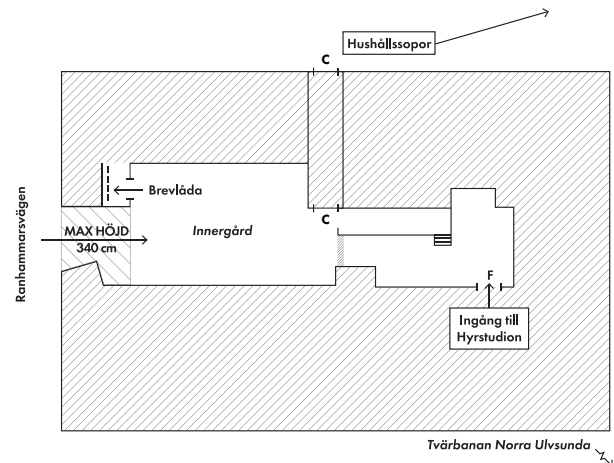 Hushållssopor
C
Brevlåda
C
Innergård
MAX HÖJD
340 cm
Ranhammarsvägen
F
Ingång till
Hyrstudion
Tvärbanan Norra Ulvsunda